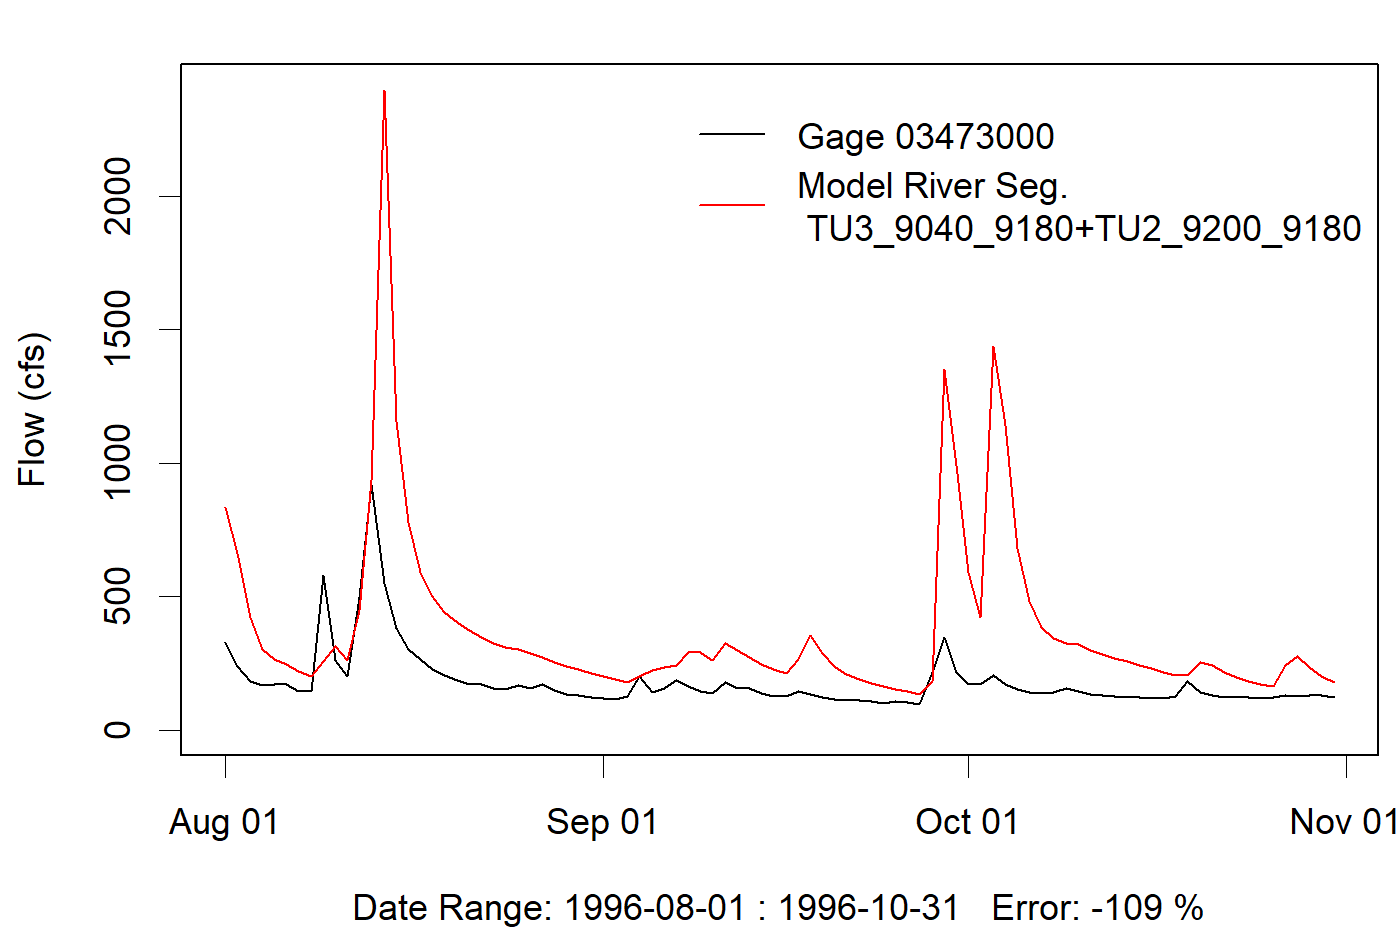 Gage 03473000
Model River Seg.
TU3_9040_9180+TU2_9200_9180
Flow (cfs)
2000
1500
1000
500
0
Aug 01 Sep 01 Oct 01 Nov 01
Date Range: 1996-08-01 : 1996-10-31 Error: -109 %